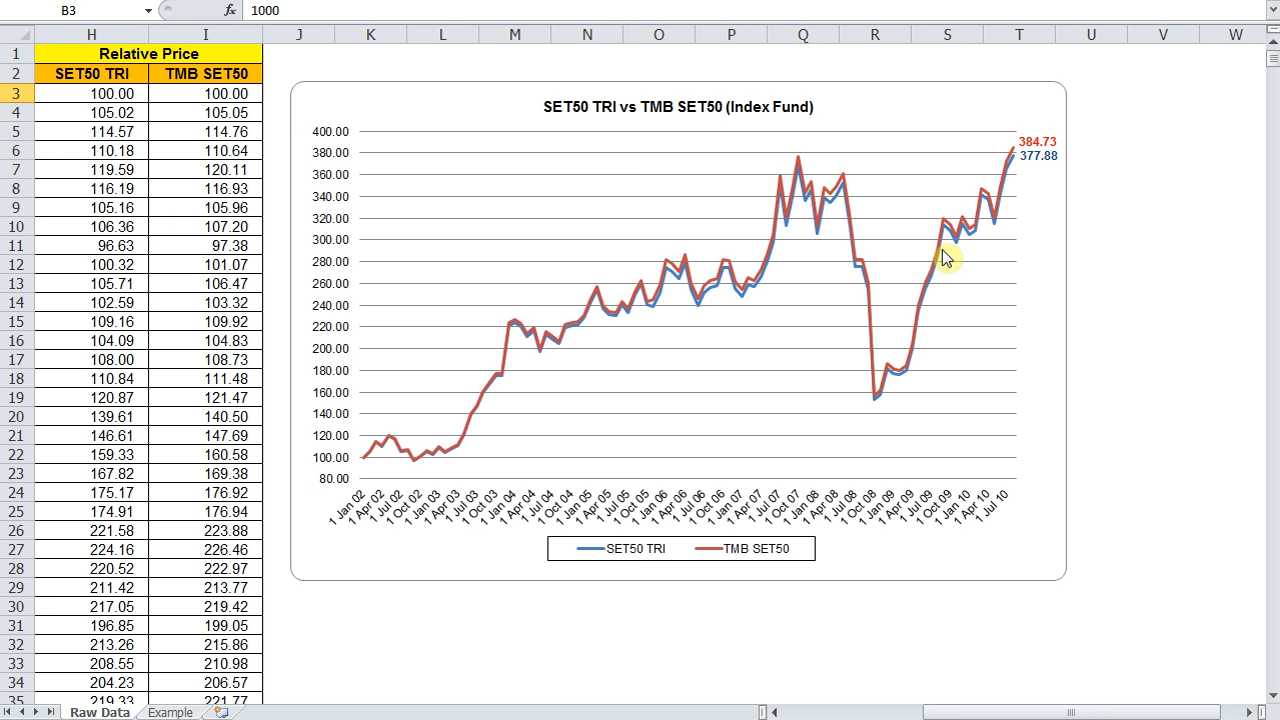 B3 fx 1000
H I J K L M N O P Q R S T U V W
1 Relative Price
2 SET50 TRI TMB SET50
3 100.00 100.00
4 105.02 105.05
5 114.57 114.76
6 110.18 110.64
7 119.59 120.11
8 116.19 116.93
9 105.16 105.96
10 106.36 107.20
11 96.63 97.38
12 100.32 101.07
13 105.71 106.47
14 102.59 103.32
15 109.16 109.92
16 104.09 104.83
17 108.00 108.73
18 110.84 111.48
19 120.87 121.47
20 139.61 140.50
21 146.61 147.69
22 159.33 160.58
23 167.82 169.38
24 175.17 176.92
25 174.91 176.94
26 221.58 223.88
27 224.16 226.46
28 220.52 222.97
29 211.42 213.77
30 217.05 219.42
31 196.85 199.05
32 213.26 215.86
33 208.55 210.98
34 204.23 206.57
35 219.33 221.77
SET50 TRI vs TMB SET50 (Index Fund)
400.00
380.00
360.00
340.00
320.00
300.00
280.00
260.00
240.00
220.00
200.00
180.00
160.00
140.00
120.00
100.00
80.00
384.73
377.88
1 Jan 02 1 Apr 02 1 Jul 02 1 Oct 02 1 Jan 03 1 Apr 03 1 Jul 03 1 Oct 03 1 Jan 04 1 Apr 04 1 Jul 04 1 Oct 04 1 Jan 05 1 Apr 05 1 Jul 05 1 Oct 05 1 Jan 06 1 Apr 06 1 Jul 06 1 Oct 06 1 Jan 07 1 Apr 07 1 Jul 07 1 Oct 07 1 Jan 08 1 Apr 08 1 Jul 08 1 Oct 08 1 Jan 09 1 Apr 09 1 Jul 09 1 Oct 09 1 Jan 10 1 Apr 10 1 Jul 10
SET50 TRI TMB SET50
Raw Data Example